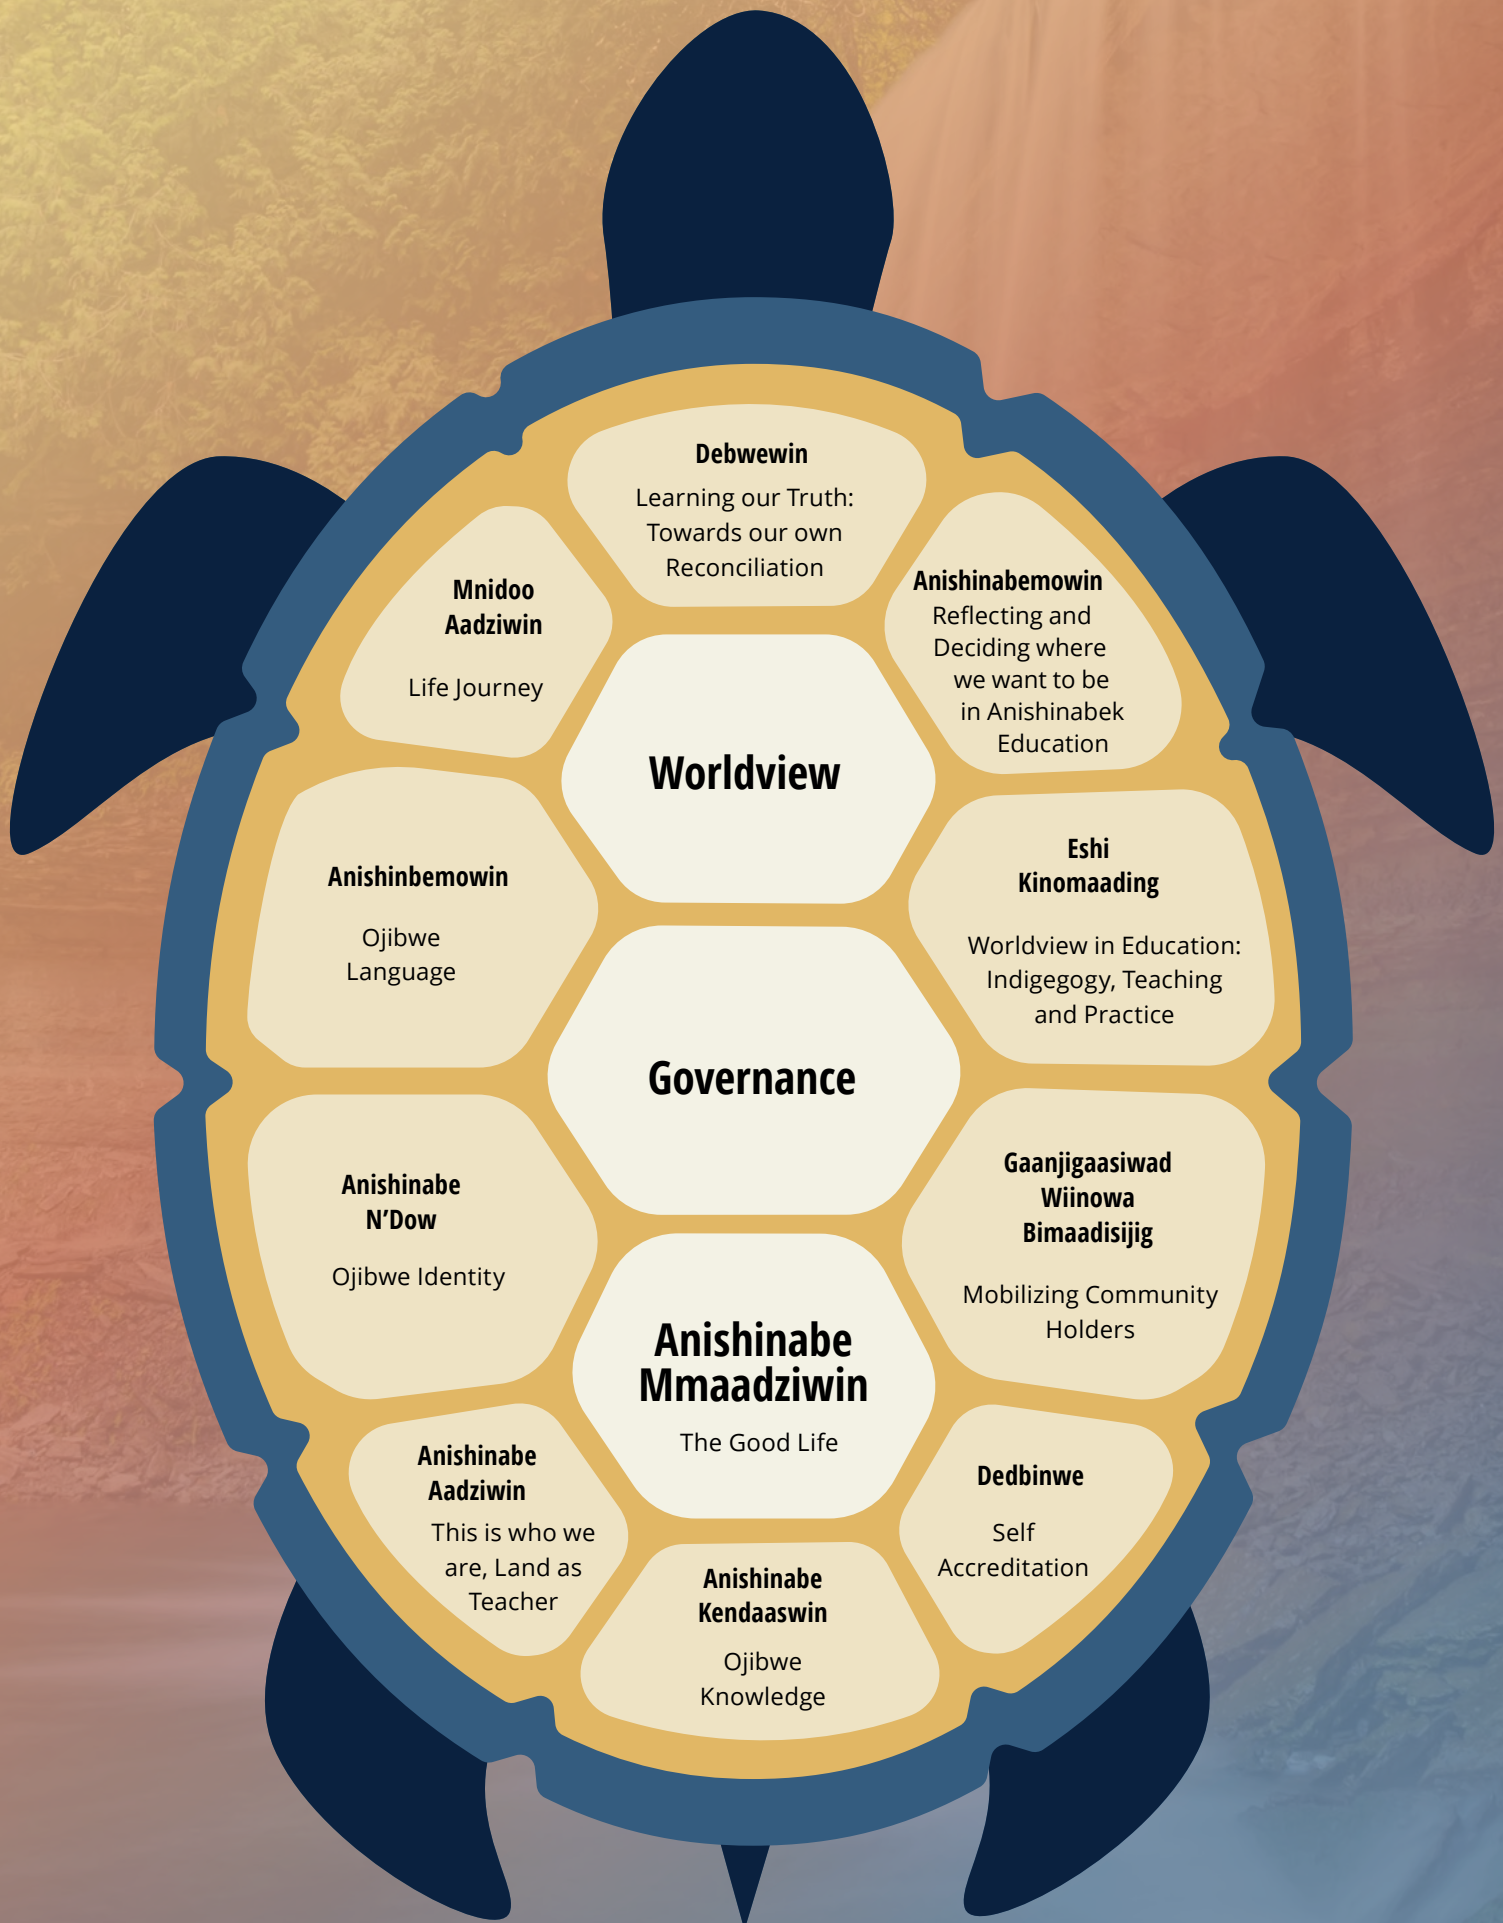 Debwewin
Learning our Truth:
Towards our own
Reconciliation
Mnidoo
Aadziwin
Life Journey
Anishinabemowin
Reflecting and
Deciding where
we want to be
in Anishinabek
Education
Worldview
Anishinbemowin
Ojibwe
Language
Eshi
Kinomaading
Worldview in Education:
Indigegogy, Teaching
and Practice
Governance
Anishinabe
N’Dow
Ojibwe Identity
Gaanjigaasiwad
Wiinowa
Bimaadisijig
Mobilizing Community
Holders
Anishinabe
Mmaadziwin
The Good Life
Anishinabe
Aadziwin
This is who we
are, Land as
Teacher
Dedbinwe
Self
Accreditation
Anishinabe
Kendaaswin
Ojibwe
Knowledge